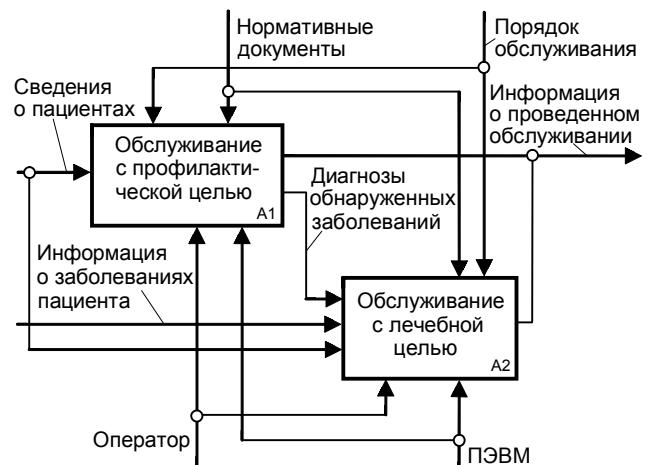 Нормативные
документы
Порядок
обслуживания
Сведения
о пациентах
Информация
о проведенном
обслуживании
Обслуживание
с профилакти-
ческой целью
A1
Диагнозы
обнаруженных
заболеваний
Информация
о заболеваниях
пациента
Обслуживание
с лечебной
целью
A2
Оператор
ПЭВМ